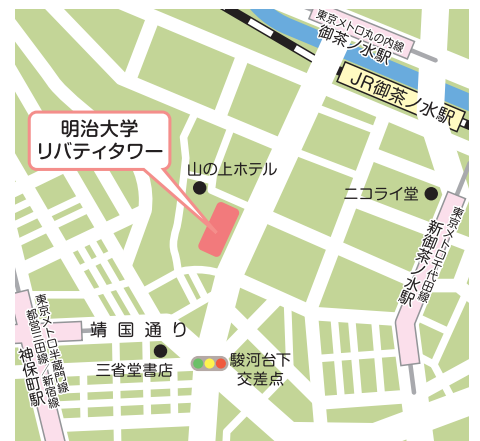 東京メトロ丸の内線
御茶ノ水駅
JR御茶ノ水駅
明治大学
リバティタワー
山の上ホテル
ニコライ堂
東京メトロ千代田線
新御茶ノ水駅
東京メトロ半蔵門線
都営三田線/新宿線
神保町駅
靖国通り
三省堂書店
駿河台下
交差点